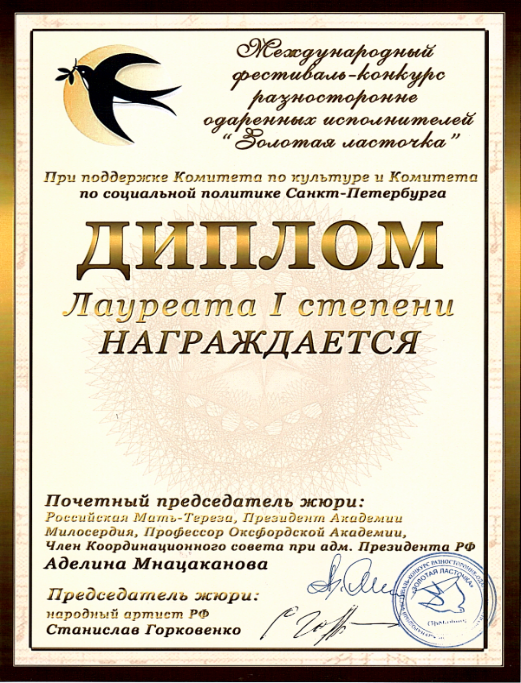 Международный
фестиваль-конкурс
разносторонне
одаренных исполнителей
“Золотая ласточка”
При поддержке Комитета по культуре и Комитета
по социальной политике Санкт-Петербурга
ДИПЛОМ
Лауреата I степени
НАГРАЖДАЕТСЯ
Почетный председатель жюри:
Российская Мать-Тереза, Президент Академии
Милосердия, Профессор Оксфордской Академии,
Член Координационного совета при адм. Президента РФ
Аделина Мнацаканова
Председатель жюри:
народный артист РФ
Станислав Горковенко
"ЗОЛОТАЯ ЛАСТОЧКА"